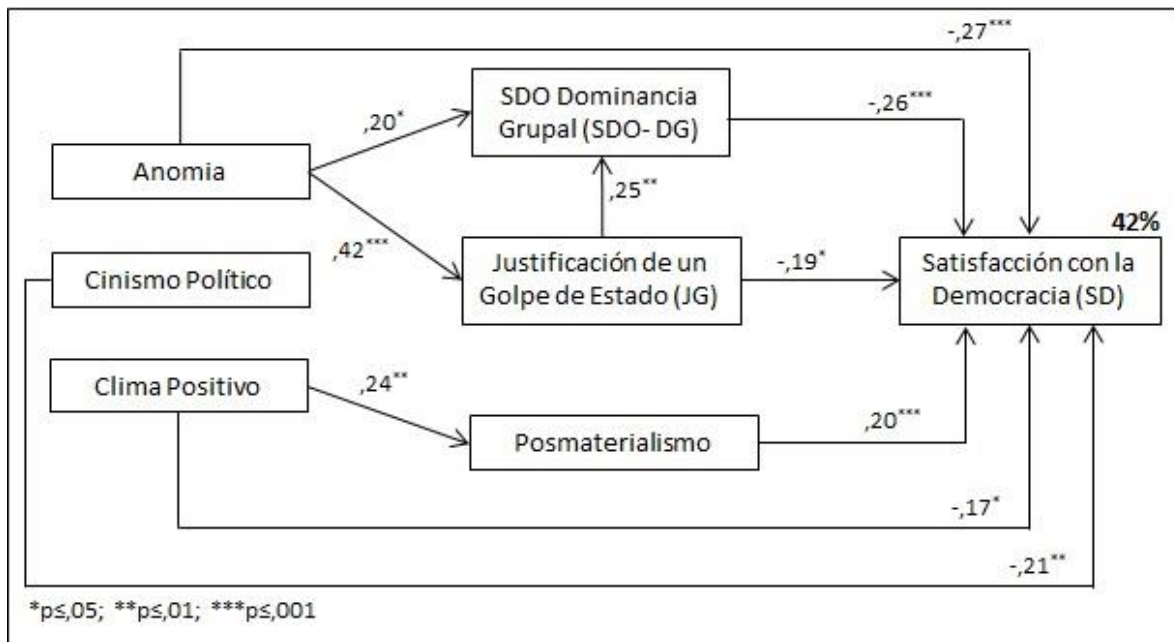 -,27***
SDO Dominancia
Grupal (SDO- DG)
-,26***
,20*
Anomia
,25**
42%
,42***
Justificación de un
Golpe de Estado (JG)
-,19*
Satisfacción con la
Democracia (SD)
Cinismo Político
Clima Positivo
,24**
,20***
Posmaterialismo
-,17*
-,21**
*p≤,05; **p≤,01; ***p≤,001